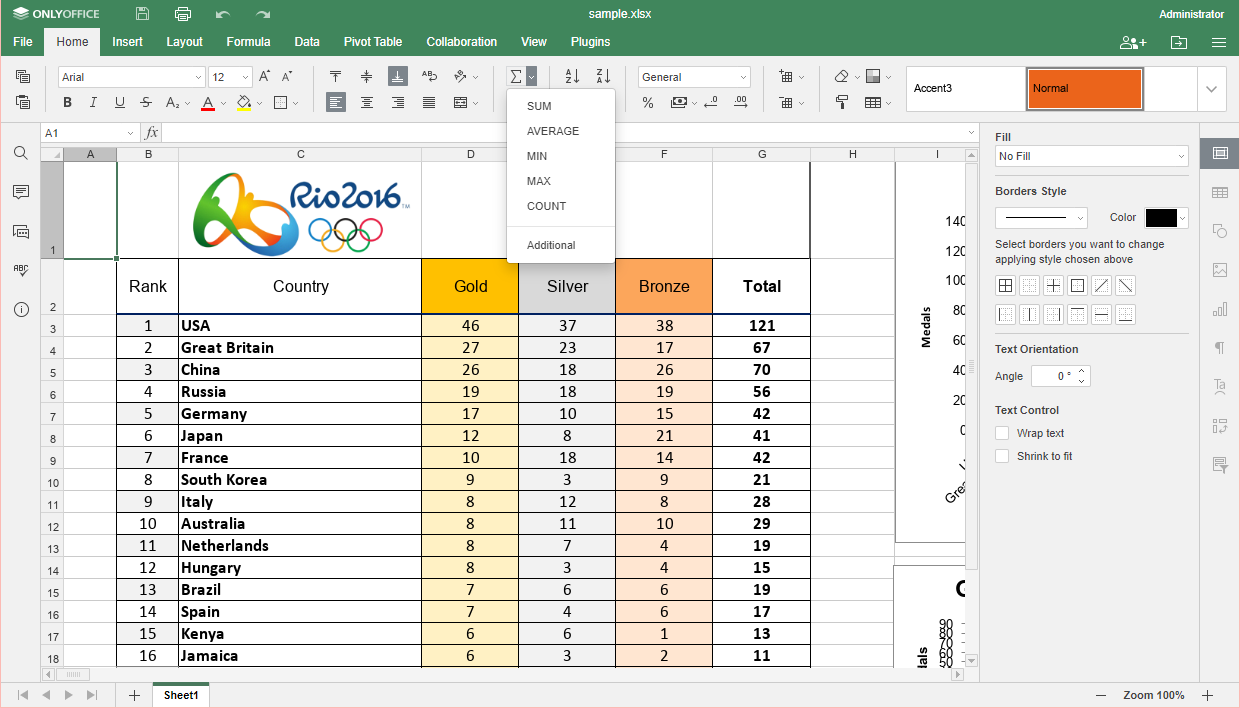 ONLYOFFICE
sample.xlsx
Administrator
File Home Insert Layout Formula Data Pivot Table Collaboration View Plugins
Arial 12 General
Accent3 Normal
A1 fx
SUM
AVERAGE
MIN
MAX
COUNT
Additional
A B C D F G H I
1
Rio2016™
2 Rank Country Gold Silver Bronze Total
3 1 USA 46 37 38 121
4 2 Great Britain 27 23 17 67
5 3 China 26 18 26 70
6 4 Russia 19 18 19 56
7 5 Germany 17 10 15 42
8 6 Japan 12 8 21 41
9 7 France 10 18 14 42
10 8 South Korea 9 3 9 21
11 9 Italy 8 12 8 28
12 10 Australia 8 11 10 29
13 11 Netherlands 8 7 4 19
14 12 Hungary 8 3 4 15
15 13 Brazil 7 6 6 19
16 14 Spain 7 4 6 17
17 15 Kenya 6 6 1 13
18 16 Jamaica 6 3 2 11
Medals
140
120
100
80
60
40
20
0
90
80
70
60
50
Fill
No Fill
Borders Style
Color
Select borders you want to change
applying style chosen above
Text Orientation
Angle 0 °
Text Control
Wrap text
Shrink to fit
Sheet1
Zoom 100%